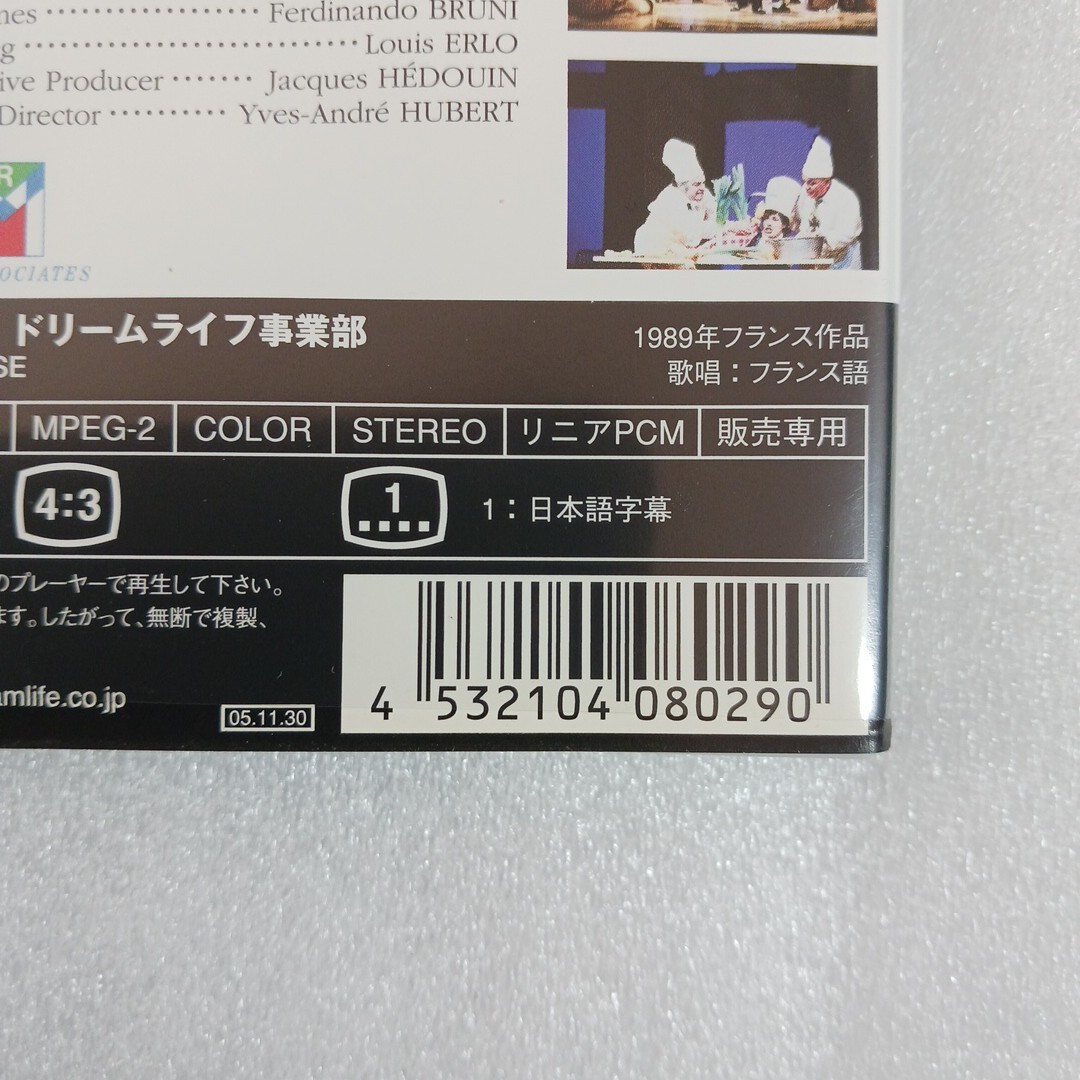 nes ···················· Ferdinando BRUNI
g ································ Louis ERLO
ive Producer ······· Jacques HÉDOUIN
Director ·········· Yves-André HUBERT
R
OCIATES
ドリームライフ事業部
SE
1989年フランス作品
歌唱：フランス語
MPEG-2 COLOR STEREO リニアPCM 販売専用
4:3 1 1：日本語字幕
のプレーヤーで再生して下さい。
ます。したがって、無断で複製、
amlife.co.jp
05.11.30
4 532104 080290